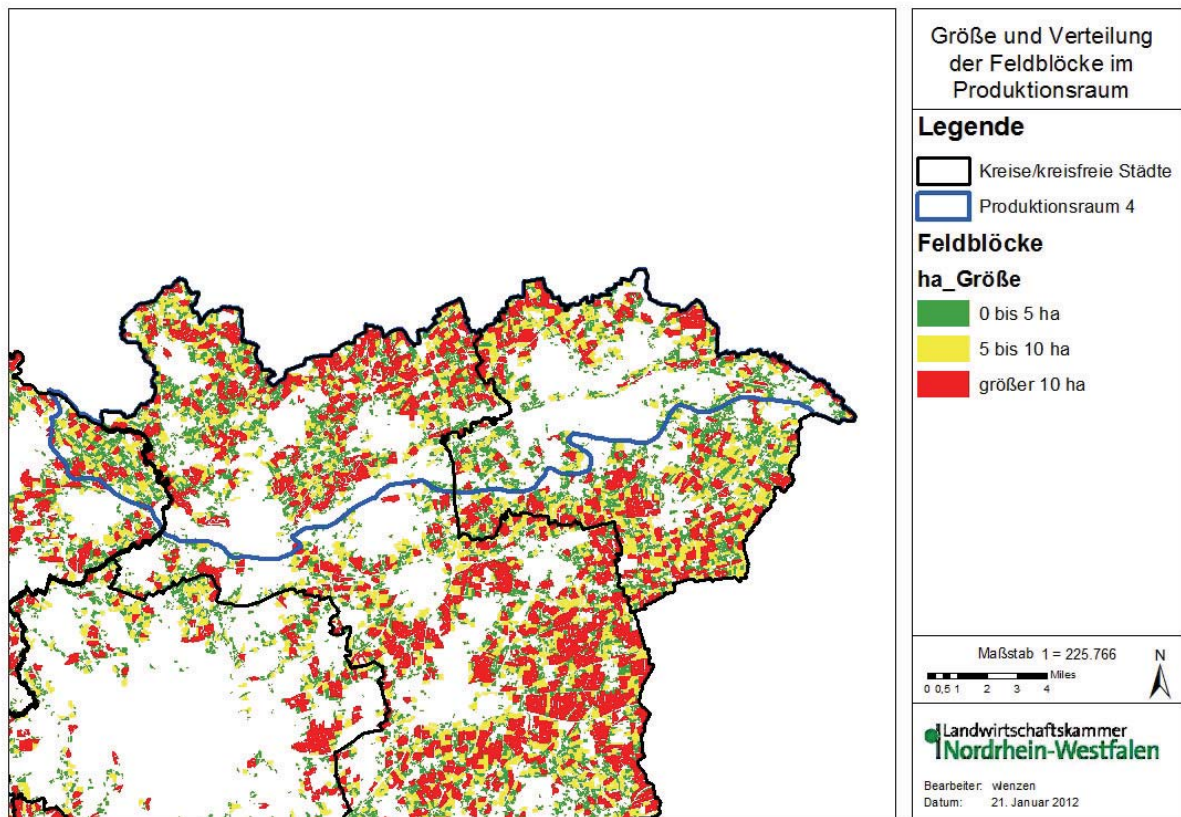 Größe und Verteilung
der Feldblöcke im
Produktionsraum
Legende
Kreise/kreisfreie Städte
Produktionsraum 4
Feldblöcke
ha_Größe
0 bis 5 ha
5 bis 10 ha
größer 10 ha
Maßstab 1 = 225.766
N
Miles
0 0,5 1 2 3 4
Landwirtschaftskammer
Nordrhein-Westfalen
Bearbeiter: wenzen
Datum: 21. Januar 2012